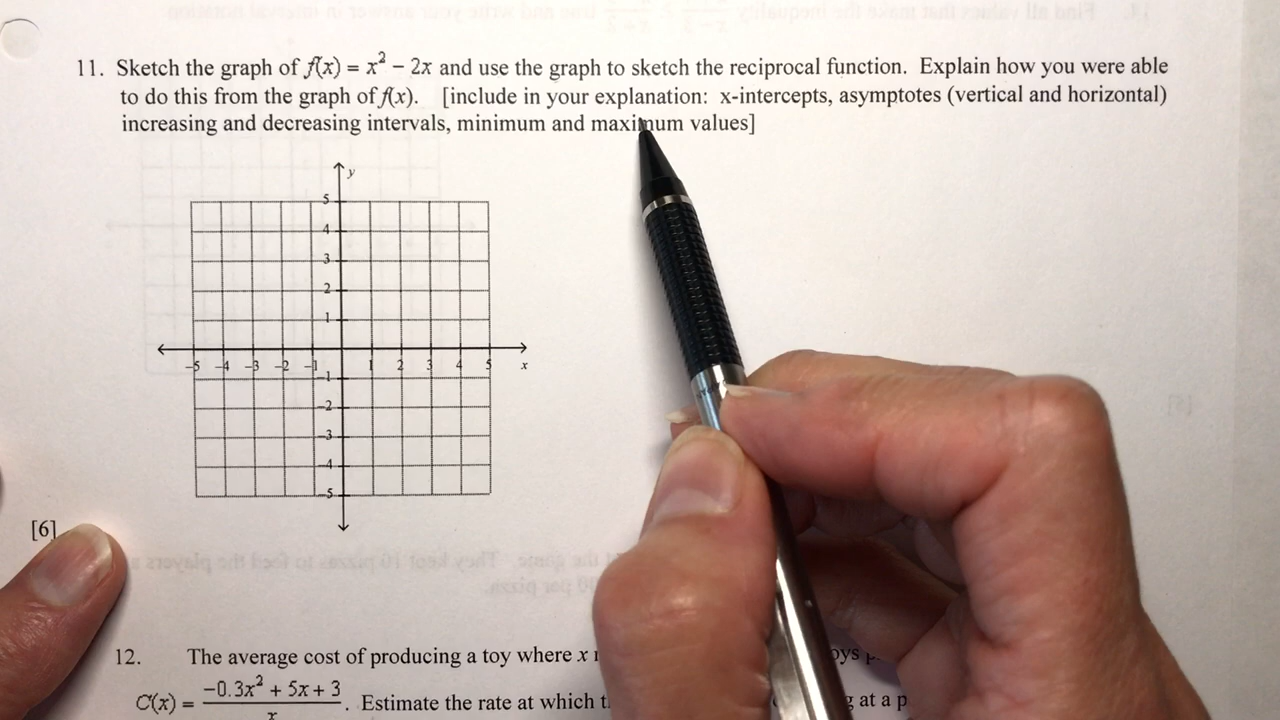 11. Sketch the graph of f(x) = x² − 2x and use the graph to sketch the reciprocal function. Explain how you were able
to do this from the graph of f(x). [include in your explanation: x-intercepts, asymptotes (vertical and horizontal)
increasing and decreasing intervals, minimum and maximum values]
y
5
4
3
2
1
−5 −4 −3 −2 −1 1 2 3 4 5 x
−1
−2
−3
−4
−5
[6]
12. The average cost of producing a toy where x
C(x) = (−0.3x² + 5x + 3)/x. Estimate the rate at which
at a